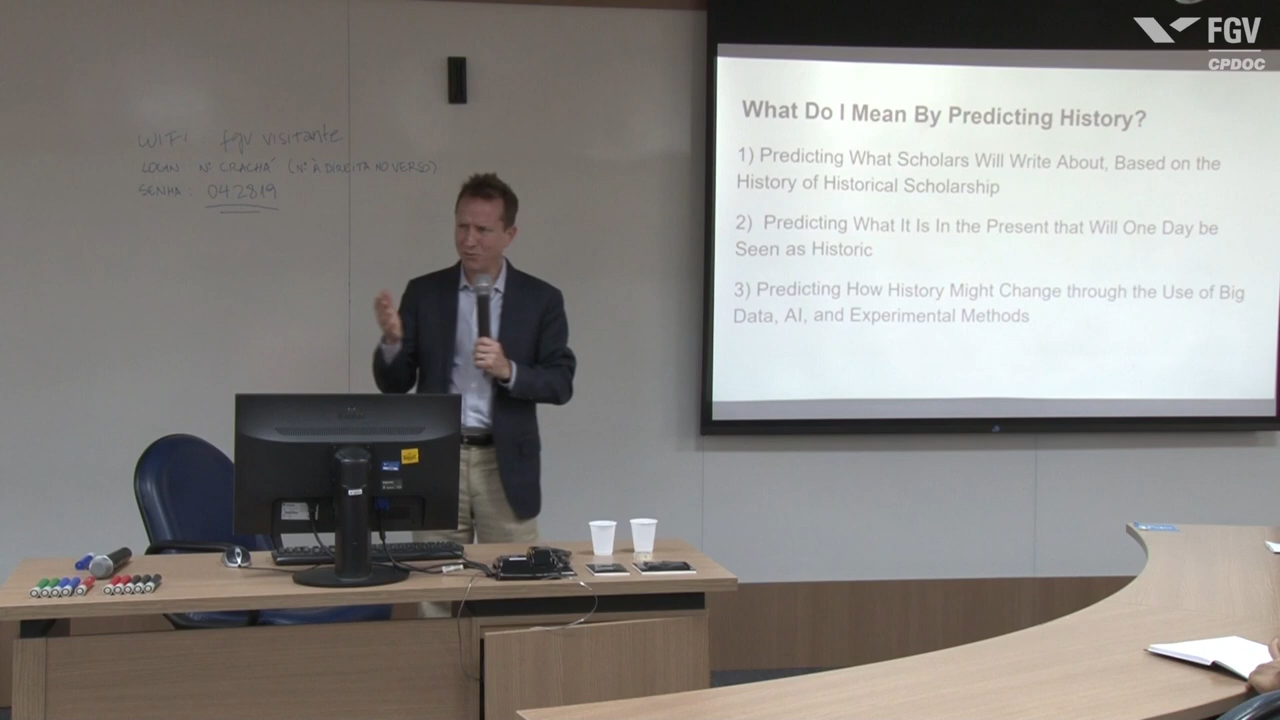 FGV
CPDOC
WIFI: fgv visitante
LOGIN Nº CRACHÁ (Nº À DIREITA NO VERSO)
SENHA: 042819
What Do I Mean By Predicting History?
1) Predicting What Scholars Will Write About, Based on the
History of Historical Scholarship
2) Predicting What It Is In the Present that Will One Day be
Seen as Historic
3) Predicting How History Might Change through the Use of Big
Data, AI, and Experimental Methods